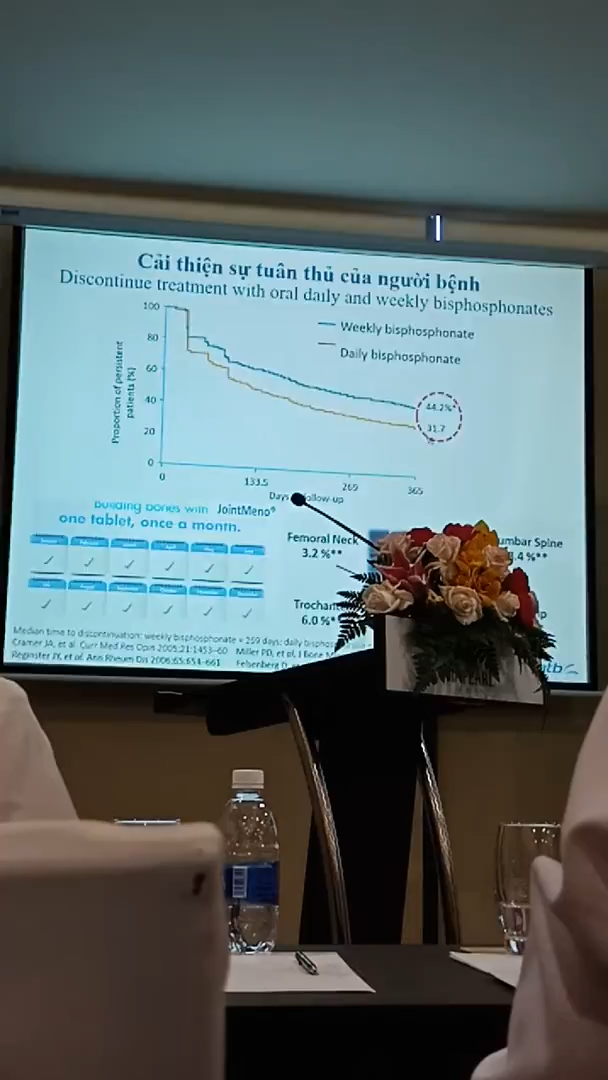 Cải thiện sự tuân thủ của người bệnh
Discontinue treatment with oral daily and weekly bisphosphonates
Proportion of persistent
patients (%)
100
80
60
40
20
0
Weekly bisphosphonate
Daily bisphosphonate
44.2%
31.7
0
133.5
269
365
Days follow-up
Building bones with JointMeno®
one tablet, once a month.
Femoral Neck
3.2 %**
Lumbar Spine
.4 %**
6.0 %**
Median time to discontinuation: weekly bisphosphonate = 269 days; daily
Cramer JA, et al. Curr Med Res Opin 2005;21:1453–60 Miller PD, et al. J Bone
Reginster JY, et al. Ann Rheum Dis 2006;65:654-661 Felsenberg D,